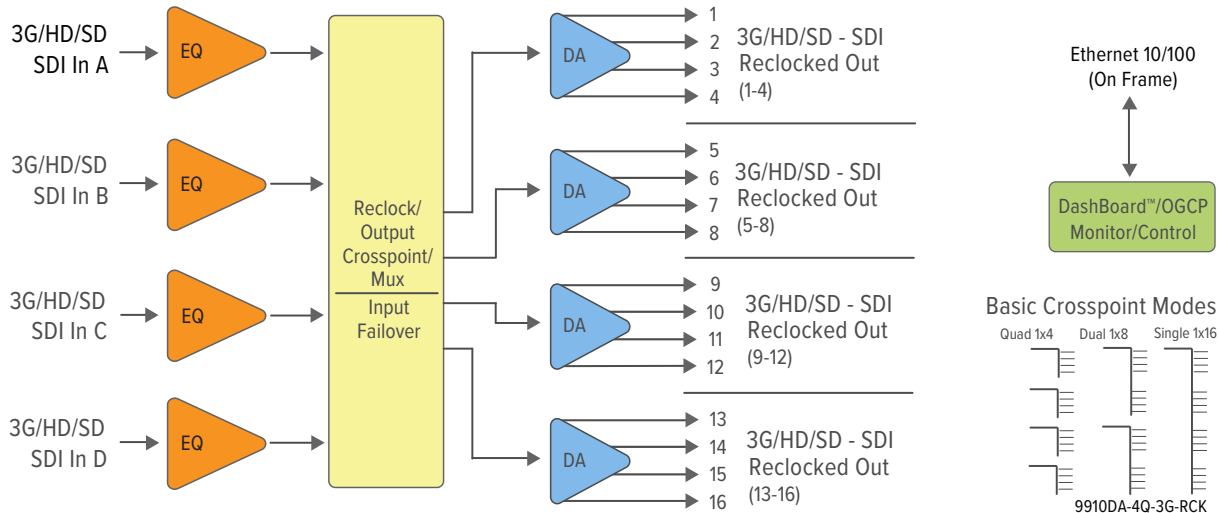 3G/HD/SD
SDI In A
EQ
3G/HD/SD
SDI In B
EQ
3G/HD/SD
SDI In C
EQ
3G/HD/SD
SDI In D
EQ
Reclock/
Output
Crosspoint/
Mux
Input
Failover
DA
1
2
3
4
3G/HD/SD - SDI
Reclocked Out
(1-4)
DA
5
6
7
8
3G/HD/SD - SDI
Reclocked Out
(5-8)
DA
9
10
11
12
3G/HD/SD - SDI
Reclocked Out
(9-12)
DA
13
14
15
16
3G/HD/SD - SDI
Reclocked Out
(13-16)
Ethernet 10/100
(On Frame)
DashBoard™/OGCP
Monitor/Control
Basic Crosspoint Modes
Quad 1x4 Dual 1x8 Single 1x16
9910DA-4Q-3G-RCK